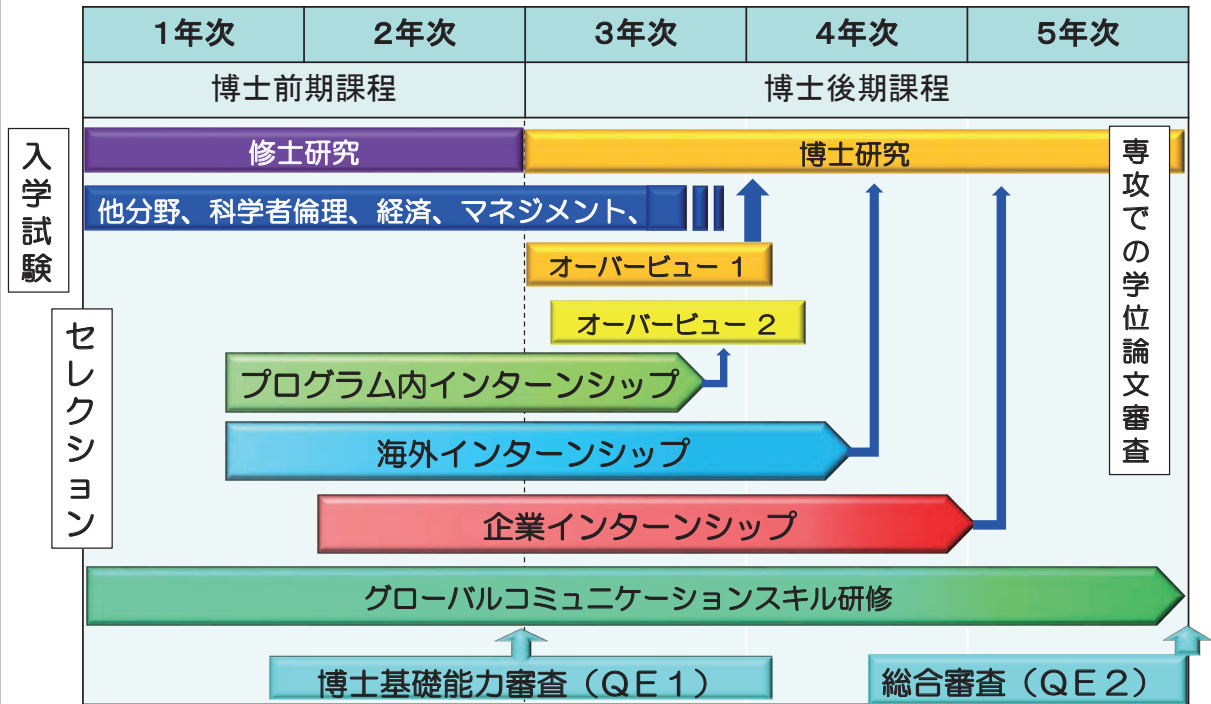 1年次
2年次
3年次
4年次
5年次
博士前期課程
博士後期課程
入学試験
修士研究
博士研究
専攻での学位論文審査
他分野、科学者倫理、経済、マネジメント、
オーバービュー 1
オーバービュー 2
セレクション
プログラム内インターンシップ
海外インターンシップ
企業インターンシップ
グローバルコミュニケーションスキル研修
博士基礎能力審査（QE1）
総合審査（QE2）